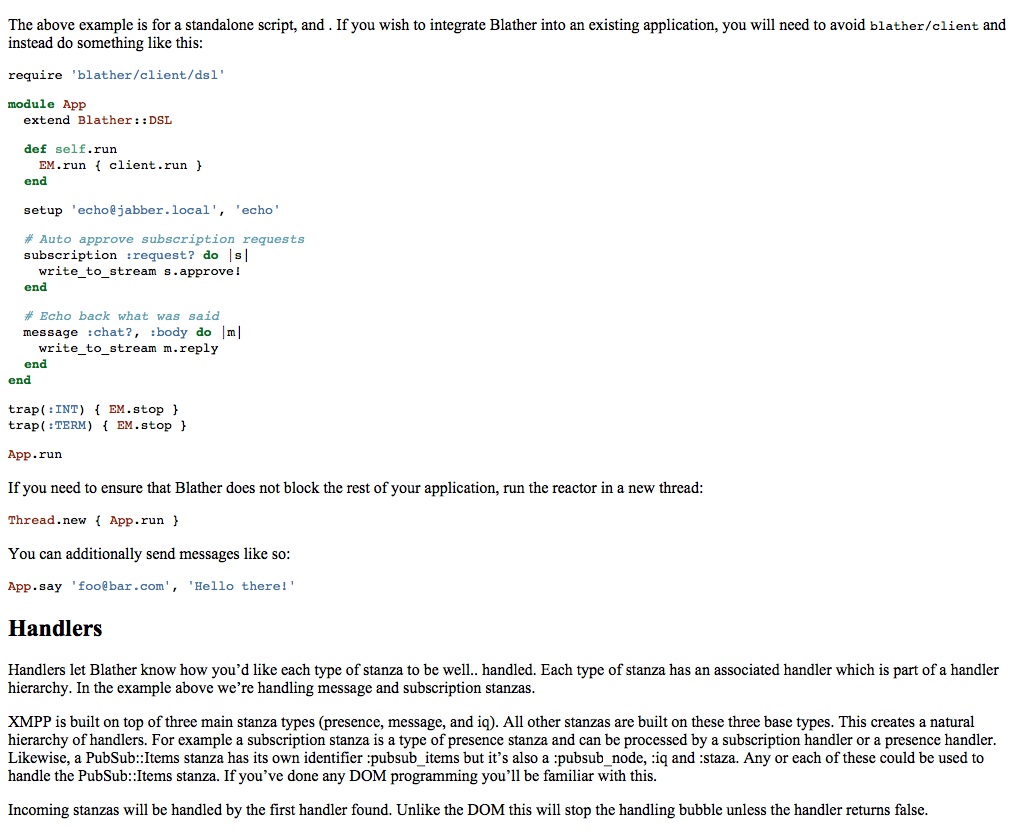 The above example is for a standalone script, and . If you wish to integrate Blather into an existing application, you will need to avoid blather/client and
instead do something like this:
require 'blather/client/dsl'
module App
extend Blather::DSL
def self.run
EM.run { client.run }
end
setup 'echo@jabber.local', 'echo'
# Auto approve subscription requests
subscription :request? do |s|
write_to_stream s.approve!
end
# Echo back what was said
message :chat?, :body do |m|
write_to_stream m.reply
end
end
trap(:INT) { EM.stop }
trap(:TERM) { EM.stop }
App.run
If you need to ensure that Blather does not block the rest of your application, run the reactor in a new thread:
Thread.new { App.run }
You can additionally send messages like so:
App.say 'foo@bar.com', 'Hello there!'
Handlers
Handlers let Blather know how you’d like each type of stanza to be well.. handled. Each type of stanza has an associated handler which is part of a handler
hierarchy. In the example above we’re handling message and subscription stanzas.
XMPP is built on top of three main stanza types (presence, message, and iq). All other stanzas are built on these three base types. This creates a natural
hierarchy of handlers. For example a subscription stanza is a type of presence stanza and can be processed by a subscription handler or a presence handler.
Likewise, a PubSub::Items stanza has its own identifier :pubsub_items but it’s also a :pubsub_node, :iq and :staza. Any or each of these could be used to
handle the PubSub::Items stanza. If you’ve done any DOM programming you’ll be familiar with this.
Incoming stanzas will be handled by the first handler found. Unlike the DOM this will stop the handling bubble unless the handler returns false.